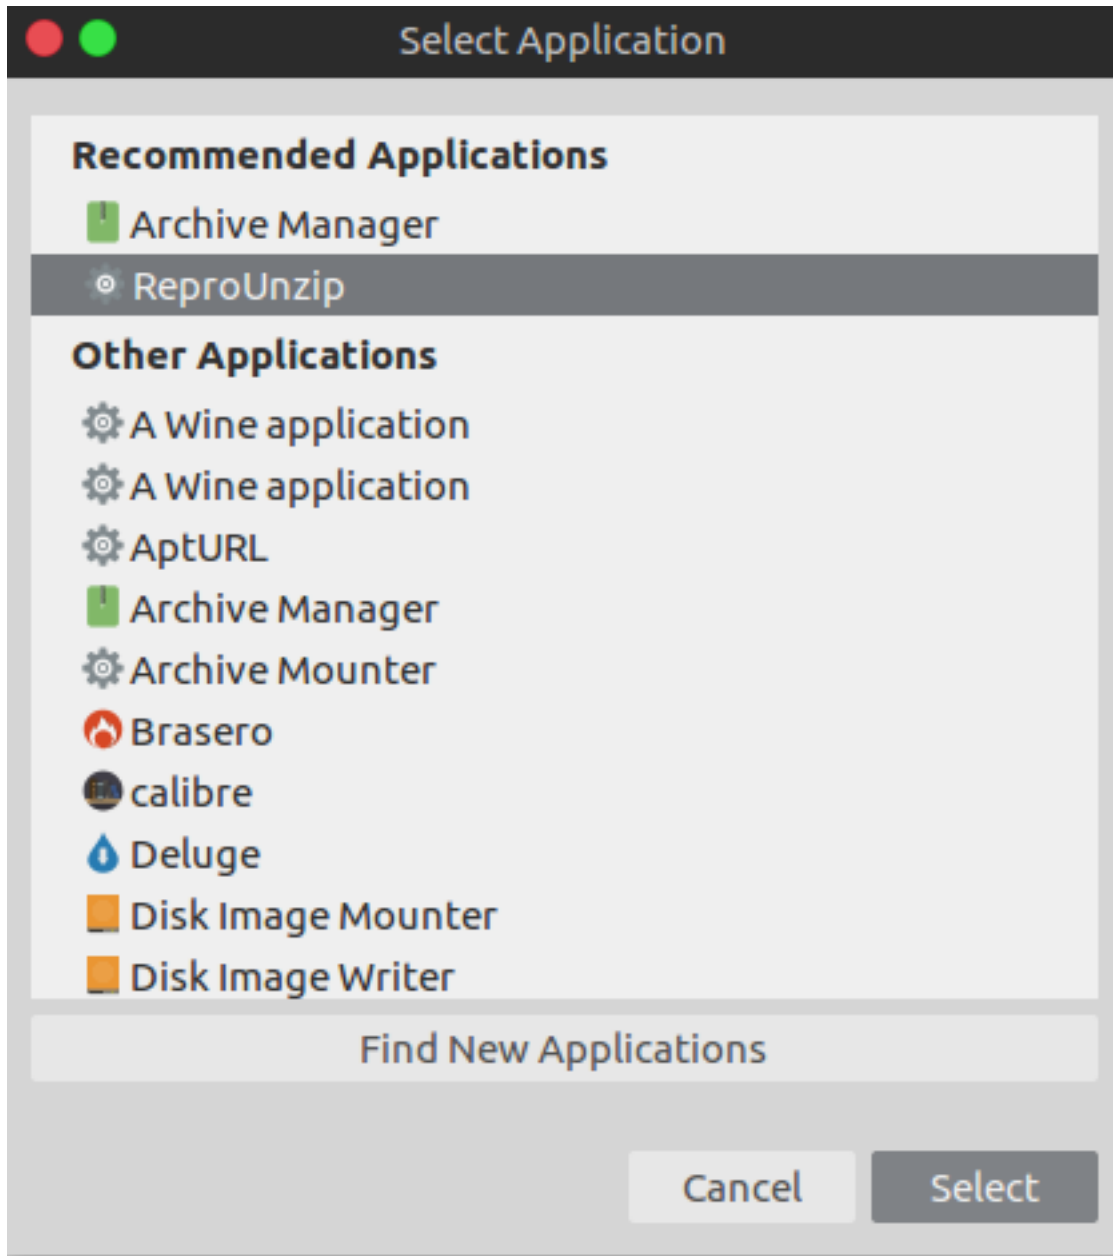 Select Application
Recommended Applications
Archive Manager
ReproUnzip
Other Applications
A Wine application
A Wine application
AptURL
Archive Manager
Archive Mounter
Brasero
calibre
Deluge
Disk Image Mounter
Disk Image Writer
Find New Applications
Cancel Select